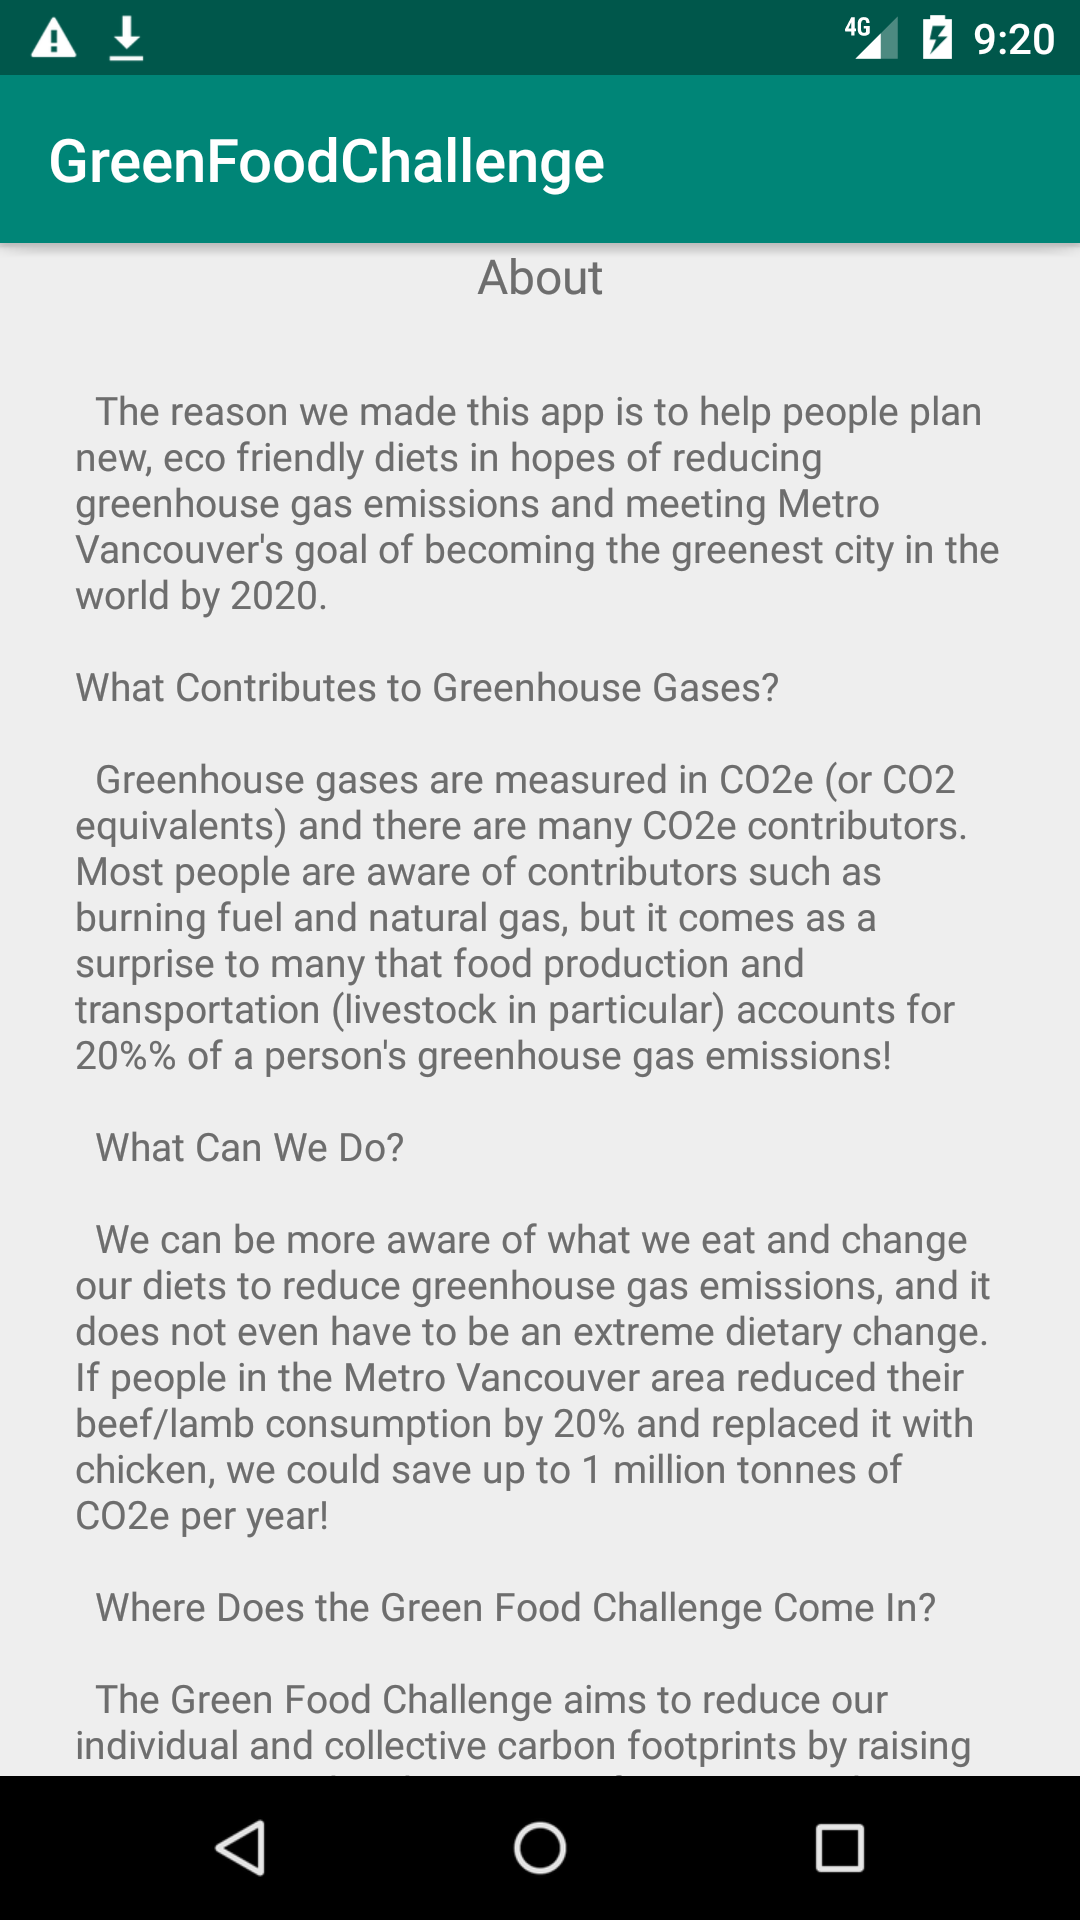 4G 9:20
GreenFoodChallenge
About
The reason we made this app is to help people plan
new, eco friendly diets in hopes of reducing
greenhouse gas emissions and meeting Metro
Vancouver's goal of becoming the greenest city in the
world by 2020.
What Contributes to Greenhouse Gases?
Greenhouse gases are measured in CO2e (or CO2
equivalents) and there are many CO2e contributors.
Most people are aware of contributors such as
burning fuel and natural gas, but it comes as a
surprise to many that food production and
transportation (livestock in particular) accounts for
20%% of a person's greenhouse gas emissions!
What Can We Do?
We can be more aware of what we eat and change
our diets to reduce greenhouse gas emissions, and it
does not even have to be an extreme dietary change.
If people in the Metro Vancouver area reduced their
beef/lamb consumption by 20% and replaced it with
chicken, we could save up to 1 million tonnes of
CO2e per year!
Where Does the Green Food Challenge Come In?
The Green Food Challenge aims to reduce our
individual and collective carbon footprints by raising